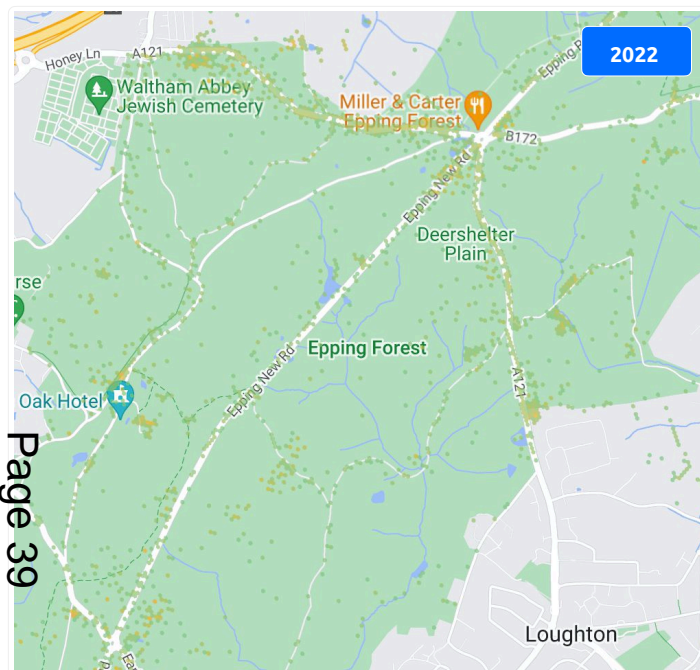 2022
Honey Ln
A121
Epping
Waltham Abbey
Jewish Cemetery
Miller & Carter
Epping Forest
B172
Epping New Rd
Deershelter
Plain
rse
Epping Forest
Epping New Rd
A121
Oak Hotel
Page 39
Loughton